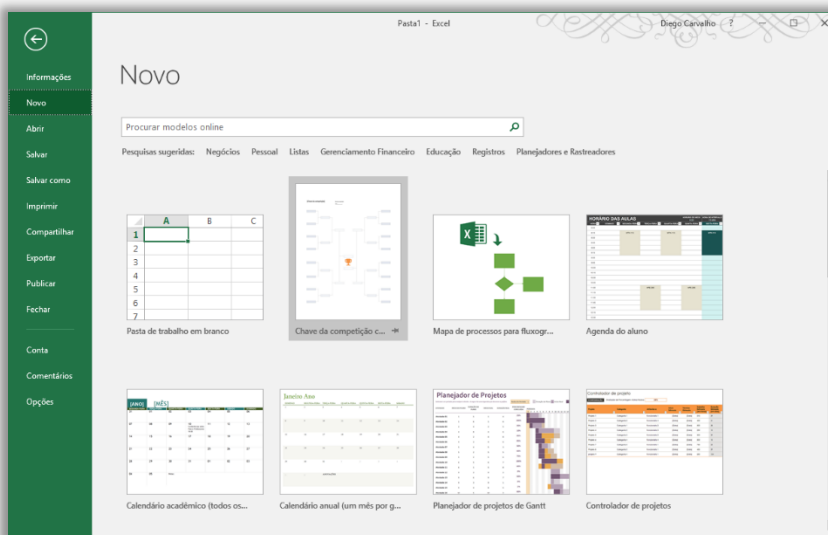 Pasta1 - Excel
Diego Carvalho ?
Informações
Novo
Abrir
Salvar
Salvar como
Imprimir
Compartilhar
Exportar
Publicar
Fechar
Conta
Comentários
Opções
Novo
Procurar modelos online
Pesquisas sugeridas: Negócios Pessoal Listas Gerenciamento Financeiro Educação Registros Planejadores e Rastreadores
A B C
1
2
3
4
5
6
7
Pasta de trabalho em branco
Chave da competição c...
X
Mapa de processos para fluxogr...
HORÁRIO DAS AULAS
Agenda do aluno
[ANO] [MÊS]
Calendário acadêmico (todos os...
Janeiro Ano
Calendário anual (um mês por g...
Planejador de Projetos
Planejador de projetos de Gantt
Controlador de projeto
Controlador de projetos